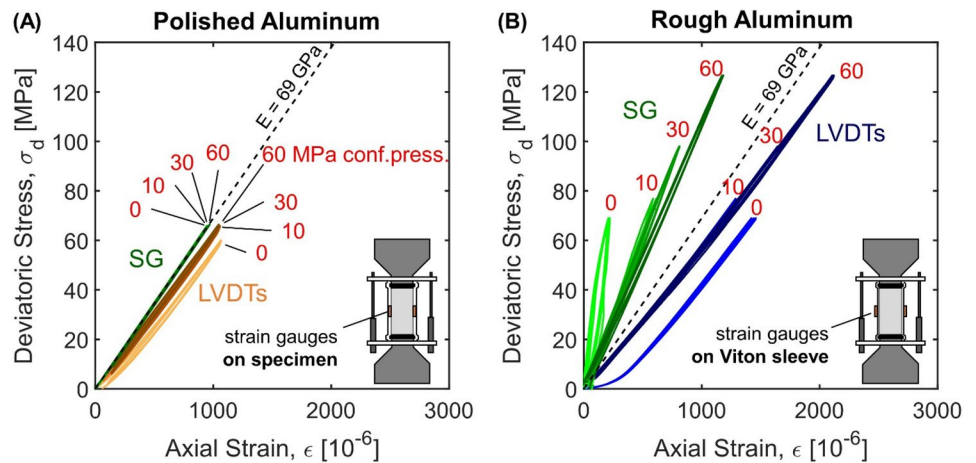 (A) Polished Aluminum
Deviatoric Stress, σd [MPa]
140
120
100
80
60
40
20
0
0 1000 2000 3000
Axial Strain, ϵ [10-6]
E = 69 GPa
0
10
30
60
60 MPa conf.press.
30
10
0
SG
LVDTs
strain gauges
on specimen
(B) Rough Aluminum
Deviatoric Stress, σd [MPa]
140
120
100
80
60
40
20
0
0 1000 2000 3000
Axial Strain, ϵ [10-6]
E = 69 GPa
60
SG
30
10
0
60
LVDTs
30
10
0
strain gauges
on Viton sleeve